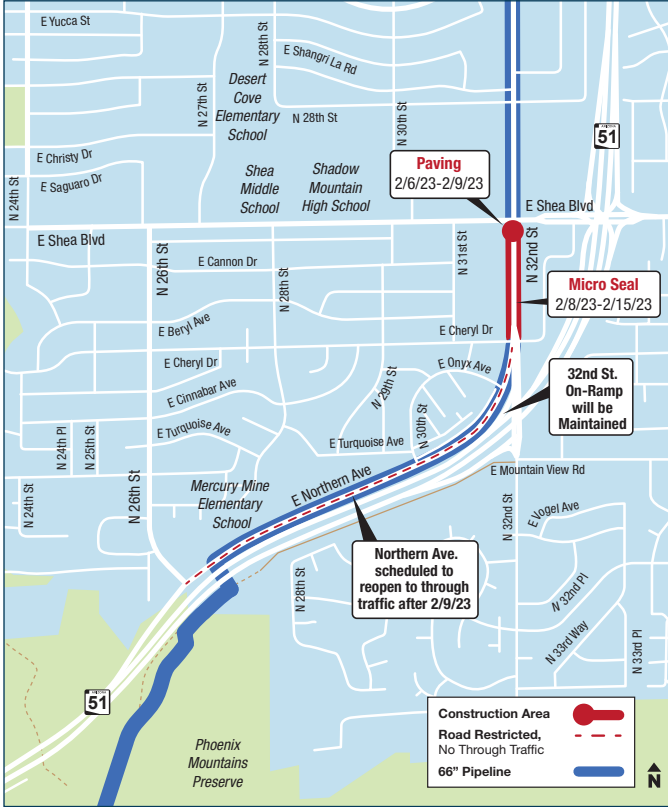 E Yucca St
N 28th St
E Shangri La Rd
Desert
Cove
Elementary
School
N 27th St
N 28th St
N 30th St
51
E Christy Dr
E Saguaro Dr
N 24th St
Shea
Middle
School
Shadow
Mountain
High School
Paving
2/6/23-2/9/23
E Shea Blvd
E Shea Blvd
N 26th St
E Cannon Dr
N 28th St
N 31st St
N 32nd St
Micro Seal
2/8/23-2/15/23
E Beryl Ave
E Cheryl Dr
E Cheryl Dr
E Onyx Ave
N 29th St
E Cinnabar Ave
32nd St.
On-Ramp
will be
Maintained
N 24th Pl
N 25th St
E Turquoise Ave
E Turquoise Ave
N 30th St
N 24th St
N 26th St
Mercury Mine
Elementary
School
E Northern Ave
E Mountain View Rd
N 32nd St
E Vogel Ave
Northern Ave.
scheduled to
reopen to through
traffic after 2/9/23
N 28th St
N 32nd Pl
N 33rd Way
N 33rd Pl
51
Phoenix
Mountains
Preserve
Construction Area
Road Restricted,
No Through Traffic
66” Pipeline
N